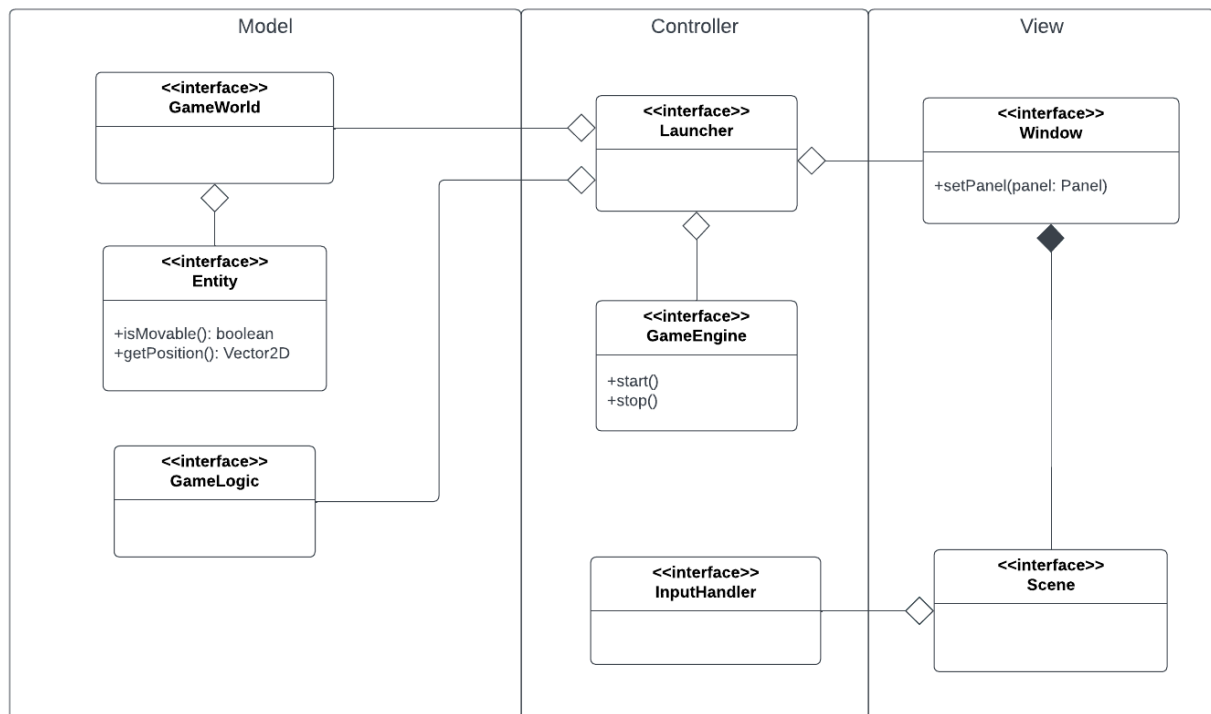 Model
Controller
View
<<interface>>
GameWorld
<<interface>>
Entity
+isMovable(): boolean
+getPosition(): Vector2D
<<interface>>
GameLogic
<<interface>>
Launcher
<<interface>>
GameEngine
+start()
+stop()
<<interface>>
InputHandler
<<interface>>
Window
+setPanel(panel: Panel)
<<interface>>
Scene